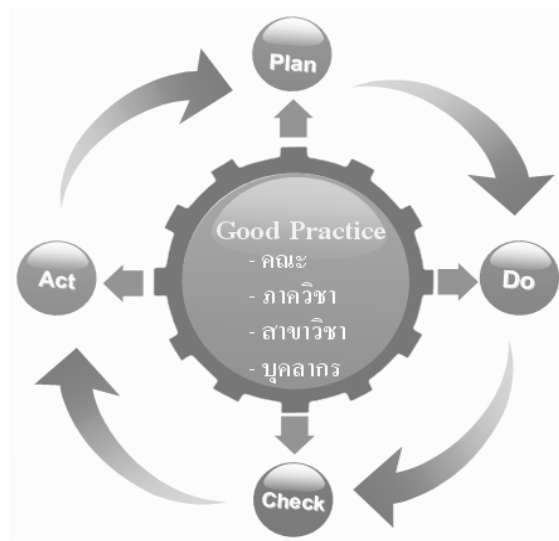 Plan
Good Practice
- คณะ
Act
Do
- ภาควิชา
- สาขาวิชา
- บุคลากร
Check